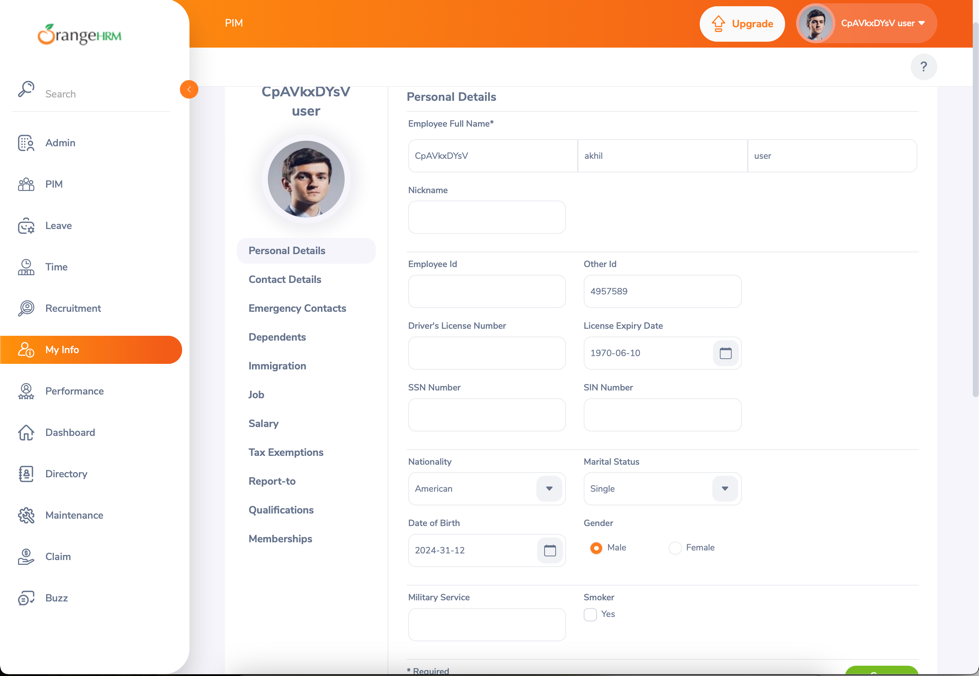 OrangeHRM
PIM
Upgrade
CpAVkxDYsV user
Search
?
Admin
PIM
Leave
Time
Recruitment
My Info
Performance
Dashboard
Directory
Maintenance
Claim
Buzz
CpAVkxDYsV
user
Personal Details
Contact Details
Emergency Contacts
Dependents
Immigration
Job
Salary
Tax Exemptions
Report-to
Qualifications
Memberships
Personal Details
Employee Full Name*
CpAVkxDYsV akhil user
Nickname
Employee Id Other Id
4957589
Driver's License Number License Expiry Date
1970-06-10
SSN Number SIN Number
Nationality Marital Status
American Single
Date of Birth Gender
2024-31-12 Male Female
Military Service Smoker
Yes
* Required